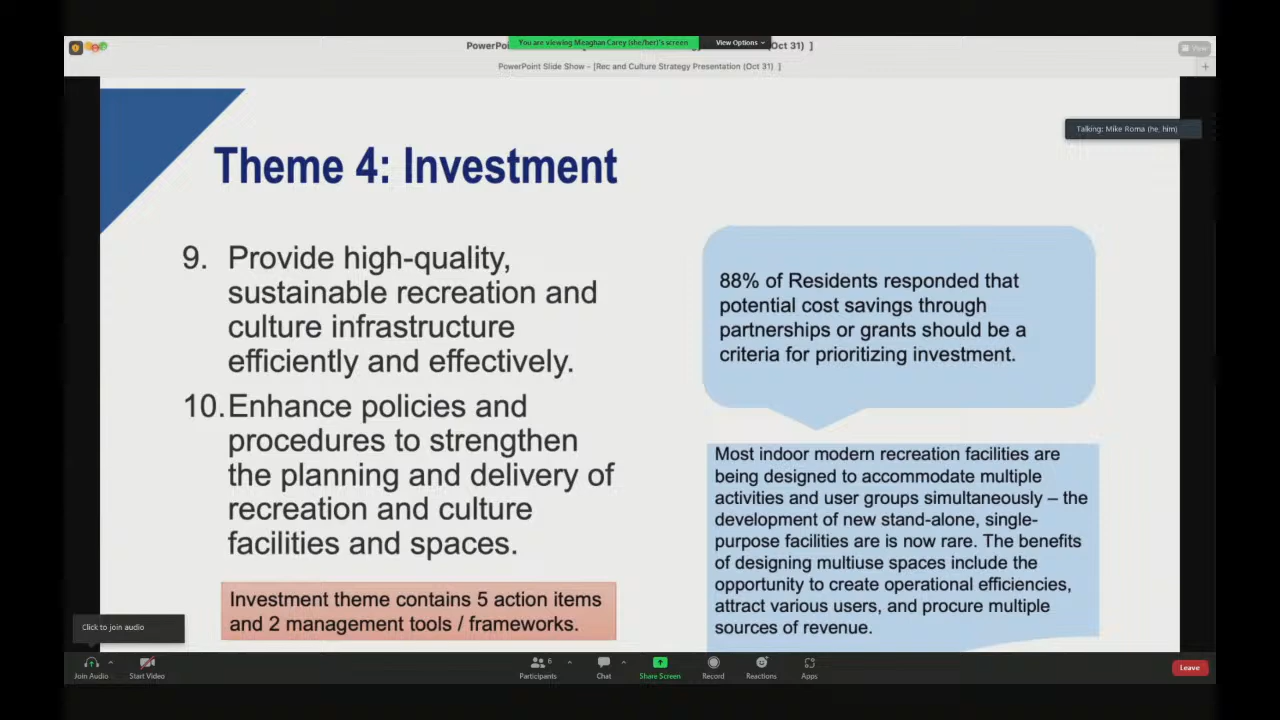 PowerPoi
You are viewing Meaghan Carey (she/her)'s screen
View Options
(Oct 31) ]
PowerPoint Slide Show - [Rec and Culture Strategy Presentation (Oct 31) ]
View
Talking: Mike Roma (he, him)
Theme 4: Investment
9. Provide high-quality,
sustainable recreation and
culture infrastructure
efficiently and effectively.
10. Enhance policies and
procedures to strengthen
the planning and delivery of
recreation and culture
facilities and spaces.
Investment theme contains 5 action items
and 2 management tools / frameworks.
88% of Residents responded that
potential cost savings through
partnerships or grants should be a
criteria for prioritizing investment.
Most indoor modern recreation facilities are
being designed to accommodate multiple
activities and user groups simultaneously – the
development of new stand-alone, single-
purpose facilities are is now rare. The benefits
of designing multiuse spaces include the
opportunity to create operational efficiencies,
attract various users, and procure multiple
sources of revenue.
Click to join audio
Join Audio
Start Video
6
Participants
Chat
Share Screen
Record
Reactions
Apps
Leave